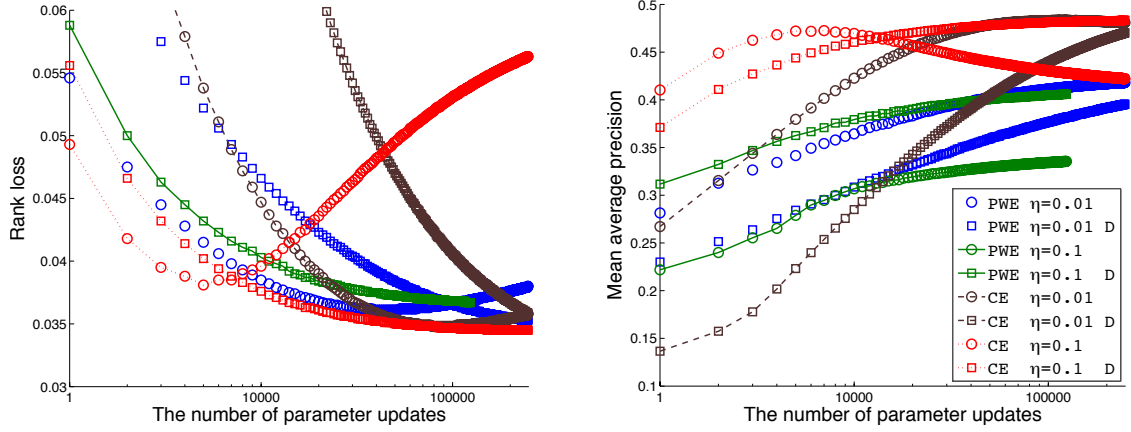 0.06
0.055
0.05
0.045
0.04
0.035
0.03
Rank loss
1
10000
100000
The number of parameter updates
0.5
0.45
0.4
0.35
0.3
0.25
0.2
0.15
0.1
Mean average precision
1
10000
100000
The number of parameter updates
PWE η=0.01
PWE η=0.01 D
PWE η=0.1
PWE η=0.1 D
CE η=0.01
CE η=0.01 D
CE η=0.1
CE η=0.1 D